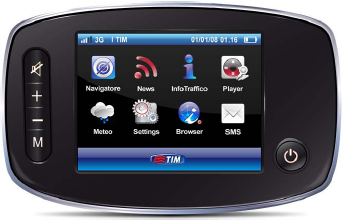 3G I TIM 01/01/08 01.16
Navigatore News InfoTraffico Player
Meteo Settings Browser SMS
M
TIM